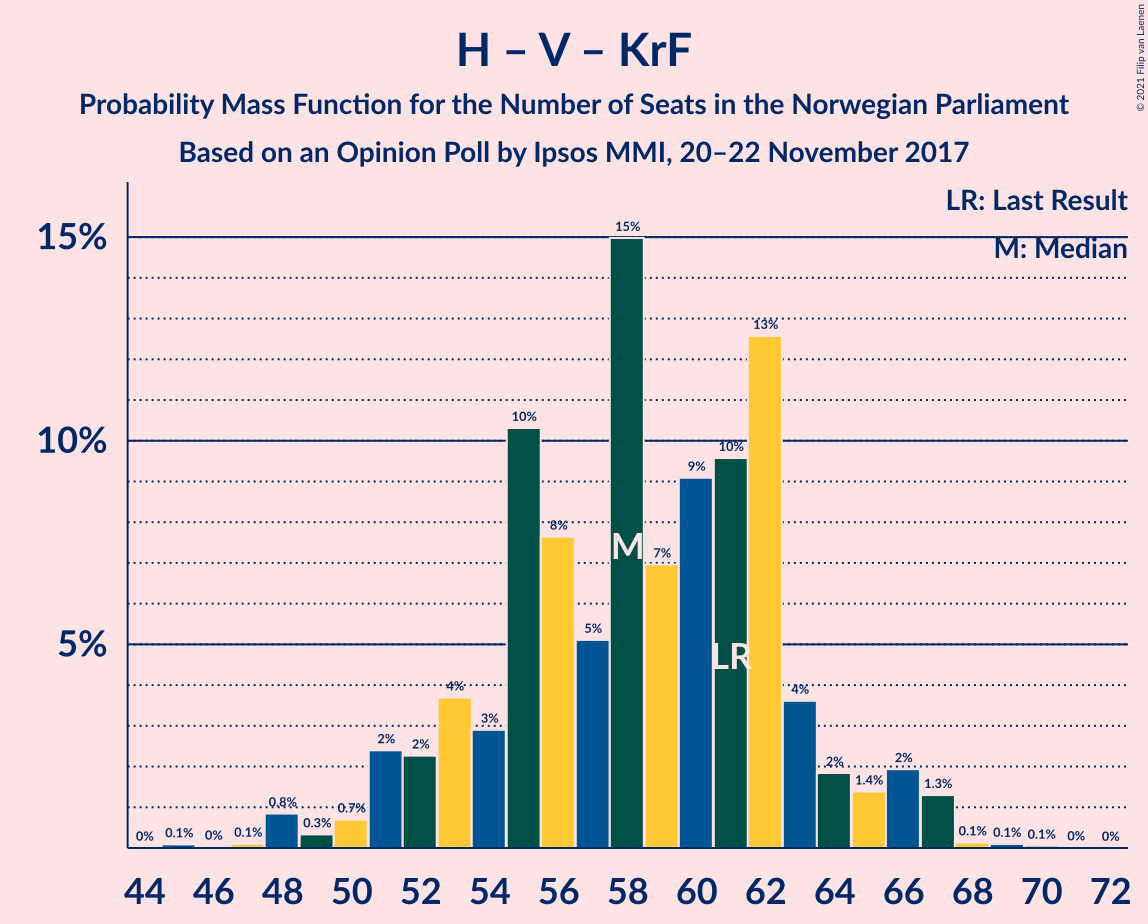 © 2021 Filip van Laenen
H – V – KrF
Probability Mass Function for the Number of Seats in the Norwegian Parliament
Based on an Opinion Poll by Ipsos MMI, 20–22 November 2017
LR: Last Result
M: Median
15%
10%
5%
0% 0.1% 0% 0.1% 0.8% 0.3% 0.7% 2% 2% 4% 3% 10% 8% 5% 15% 7% 9% 10% 13% 4% 2% 1.4% 2% 1.3% 0.1% 0.1% 0.1% 0% 0%
M
LR
44 46 48 50 52 54 56 58 60 62 64 66 68 70 72